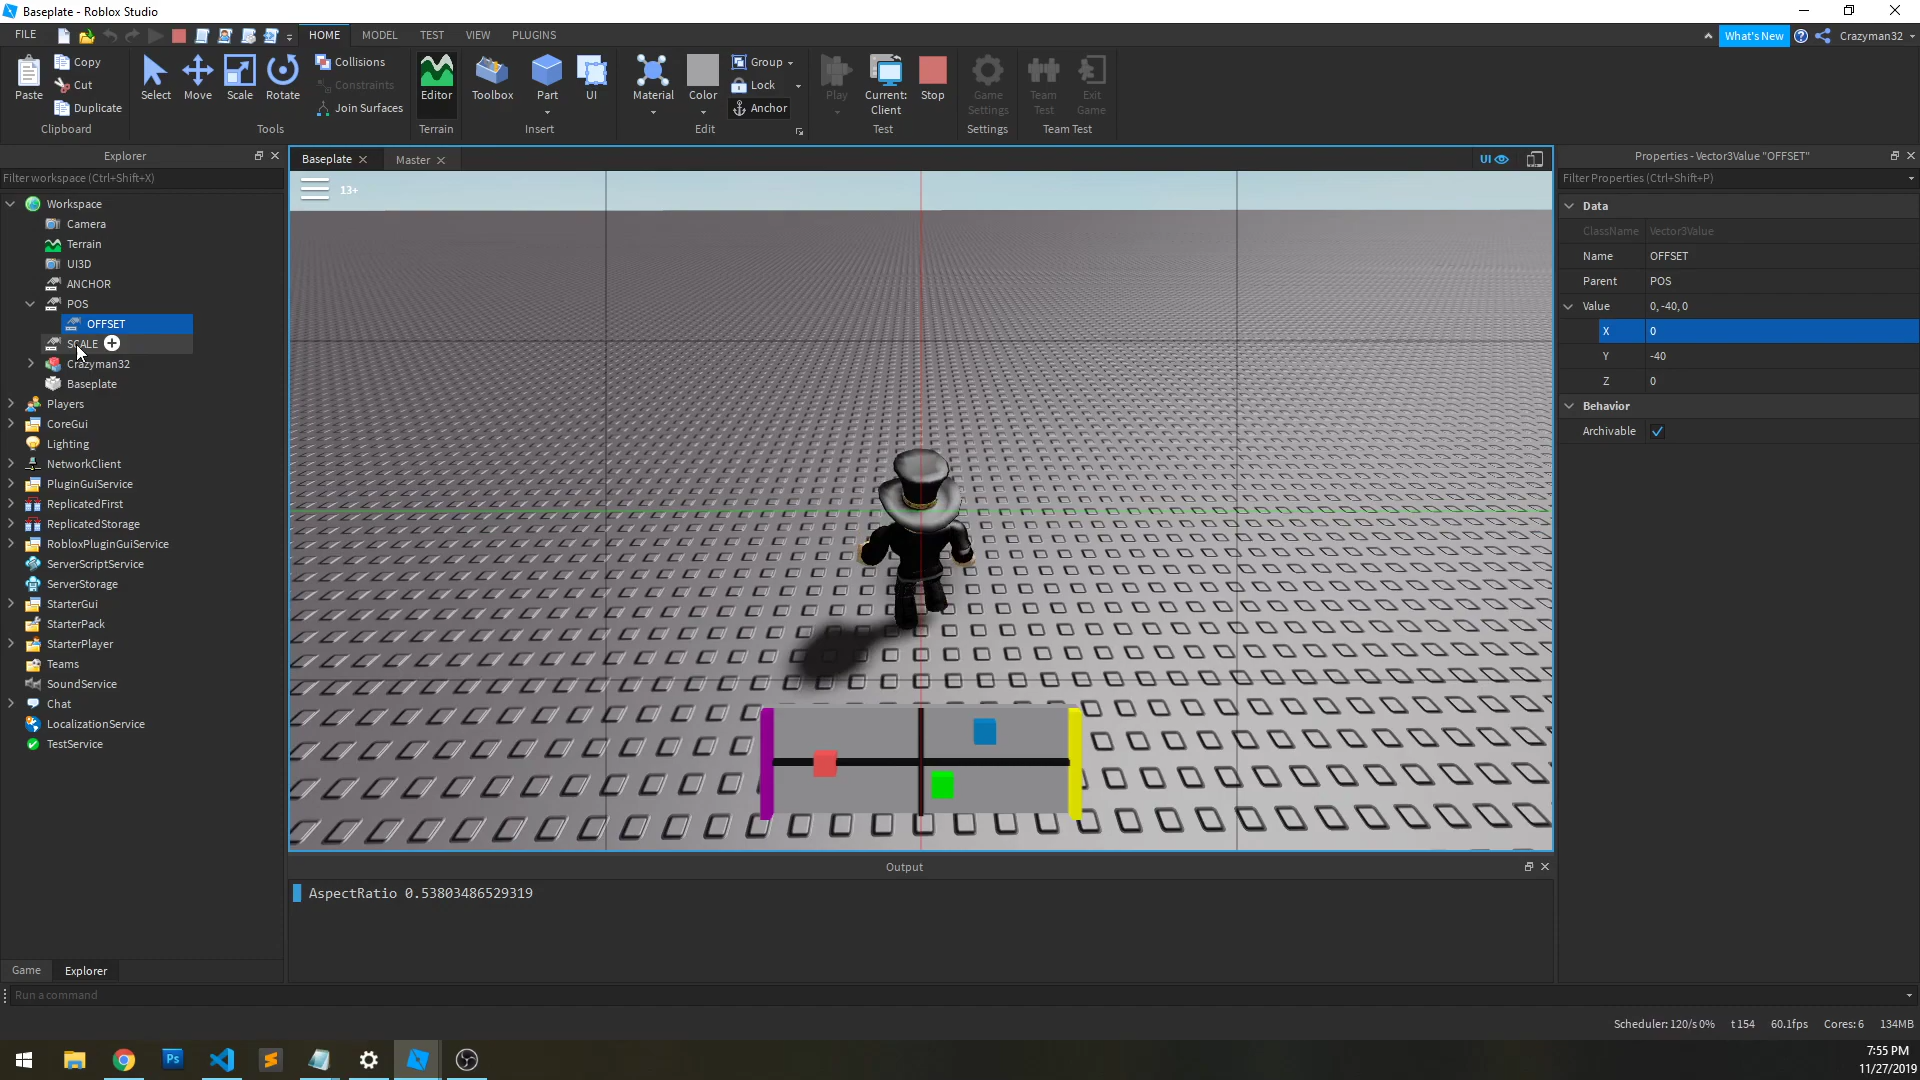 Baseplate - Roblox Studio
FILE
HOME
MODEL
TEST
VIEW
PLUGINS
What's New
Crazyman32
Paste
Copy
Cut
Duplicate
Clipboard
Select
Move
Scale
Rotate
Collisions
Constraints
Join Surfaces
Tools
Editor
Terrain
Toolbox
Part
UI
Insert
Material
Color
Group
Lock
Anchor
Edit
Play
Current:
Client
Stop
Test
Game
Settings
Settings
Team
Test
Exit
Game
Team Test
Explorer
Filter workspace (Ctrl+Shift+X)
Workspace
Camera
Terrain
UI3D
ANCHOR
POS
OFFSET
SCALE
Crazyman32
Baseplate
Players
CoreGui
Lighting
NetworkClient
PluginGuiService
ReplicatedFirst
ReplicatedStorage
RobloxPluginGuiService
ServerScriptService
ServerStorage
StarterGui
StarterPack
StarterPlayer
Teams
SoundService
Chat
LocalizationService
TestService
Game
Explorer
Run a command
Baseplate
Master
UI
13+
Output
AspectRatio 0.53803486529319
Properties - Vector3Value "OFFSET"
Filter Properties (Ctrl+Shift+P)
Data
ClassName Vector3Value
Name OFFSET
Parent POS
Value 0, -40, 0
X 0
Y -40
Z 0
Behavior
Archivable
Scheduler: 120/s 0% t 154 60.1fps Cores: 6 134MB
Ps
7:55 PM
11/27/2019